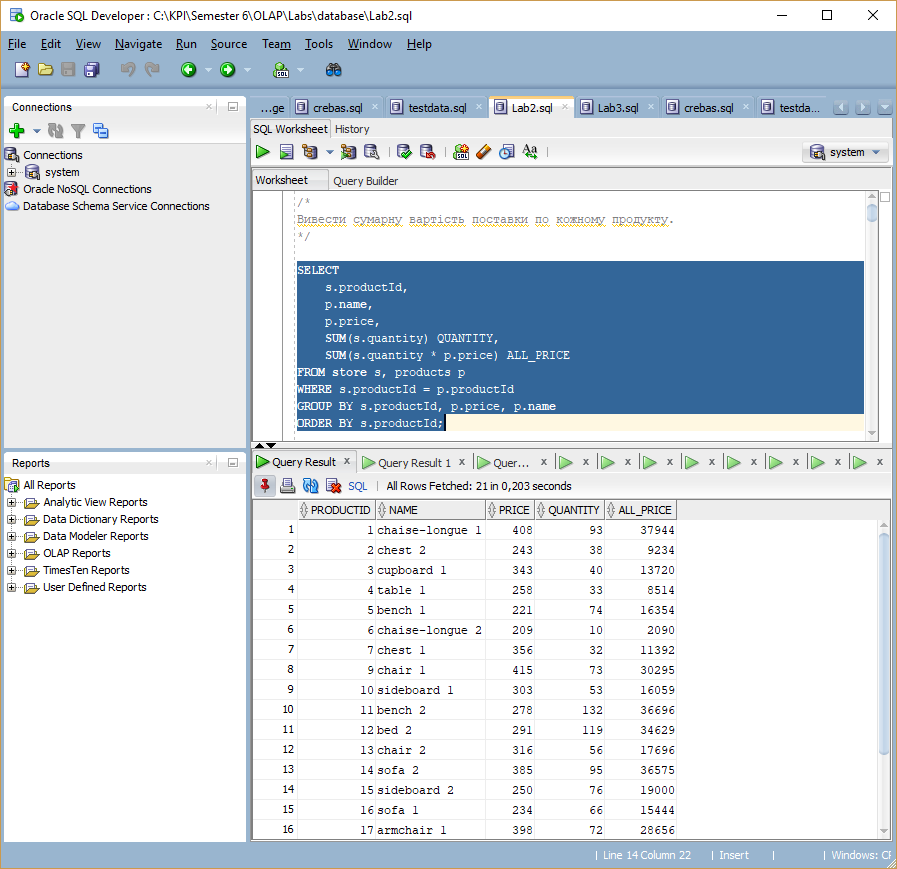 Oracle SQL Developer : C:\KPI\Semester 6\OLAP\Labs\database\Lab2.sql
File Edit View Navigate Run Source Team Tools Window Help
Connections
Connections
system
Oracle NoSQL Connections
Database Schema Service Connections
Reports
All Reports
Analytic View Reports
Data Dictionary Reports
Data Modeler Reports
OLAP Reports
TimesTen Reports
User Defined Reports
...ge crebas.sql testdata.sql Lab2.sql Lab3.sql crebas.sql testda...
SQL Worksheet History
system
Worksheet Query Builder
/*
Вивести сумарну вартість поставки по кожному продукту.
*/
SELECT
s.productId,
p.name,
p.price,
SUM(s.quantity) QUANTITY,
SUM(s.quantity * p.price) ALL_PRICE
FROM store s, products p
WHERE s.productId = p.productId
GROUP BY s.productId, p.price, p.name
ORDER BY s.productId;
Query Result Query Result 1 Quer...
SQL | All Rows Fetched: 21 in 0,203 seconds
PRODUCTID NAME PRICE QUANTITY ALL_PRICE
1 1 chaise-longue 1 408 93 37944
2 2 chest 2 243 38 9234
3 3 cupboard 1 343 40 13720
4 4 table 1 258 33 8514
5 5 bench 1 221 74 16354
6 6 chaise-longue 2 209 10 2090
7 7 chest 1 356 32 11392
8 9 chair 1 415 73 30295
9 10 sideboard 1 303 53 16059
10 11 bench 2 278 132 36696
11 12 bed 2 291 119 34629
12 13 chair 2 316 56 17696
13 14 sofa 2 385 95 36575
14 15 sideboard 2 250 76 19000
15 16 sofa 1 234 66 15444
16 17 armchair 1 398 72 28656
| Line 14 Column 22 | Insert | | Windows: CF